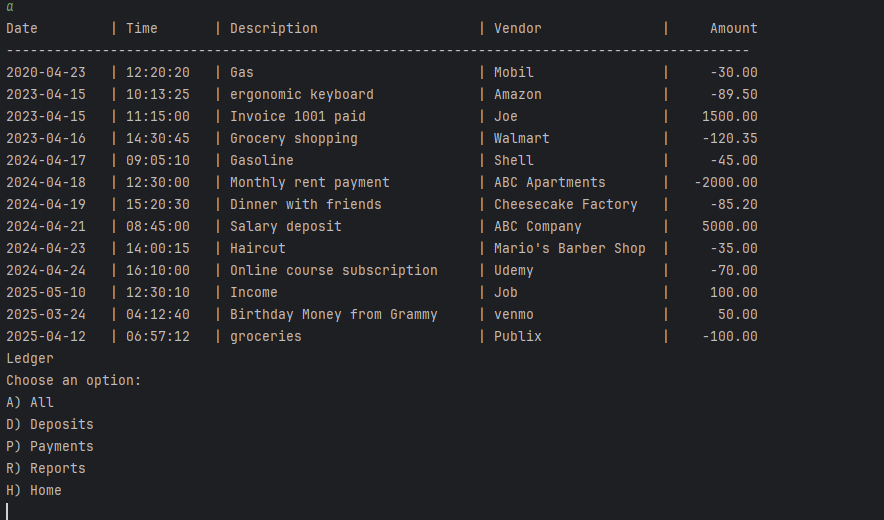 a
Date         | Time       | Description                    | Vendor               |     Amount
---------------------------------------------------------------------------------------------
2020-04-23   | 12:20:20   | Gas                            | Mobil                |     -30.00
2023-04-15   | 10:13:25   | ergonomic keyboard             | Amazon               |     -89.50
2023-04-15   | 11:15:00   | Invoice 1001 paid              | Joe                  |    1500.00
2023-04-16   | 14:30:45   | Grocery shopping               | Walmart              |    -120.35
2024-04-17   | 09:05:10   | Gasoline                       | Shell                |     -45.00
2024-04-18   | 12:30:00   | Monthly rent payment           | ABC Apartments       |   -2000.00
2024-04-19   | 15:20:30   | Dinner with friends            | Cheesecake Factory   |     -85.20
2024-04-21   | 08:45:00   | Salary deposit                 | ABC Company          |    5000.00
2024-04-23   | 14:00:15   | Haircut                        | Mario's Barber Shop  |     -35.00
2024-04-24   | 16:10:00   | Online course subscription     | Udemy                |     -70.00
2025-05-10   | 12:30:10   | Income                         | Job                  |     100.00
2025-03-24   | 04:12:40   | Birthday Money from Grammy     | venmo                |      50.00
2025-04-12   | 06:57:12   | groceries                      | Publix               |    -100.00
Ledger
Choose an option:
A) All
D) Deposits
P) Payments
R) Reports
H) Home